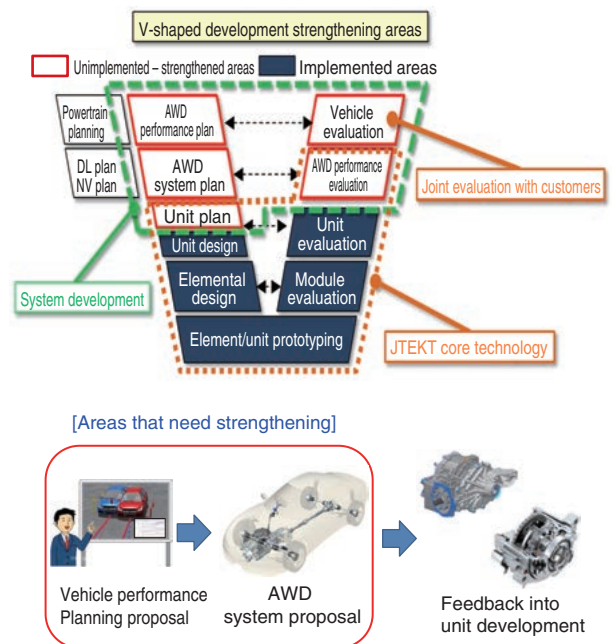 V-shaped development strengthening areas
Unimplemented – strengthened areas
Implemented areas
Powertrain
planning
AWD
performance plan
Vehicle
evaluation
DL plan
NV plan
AWD
system plan
AWD performance
evaluation
Joint evaluation with customers
Unit plan
Unit design
Unit
evaluation
System development
Elemental
design
Module
evaluation
Element/unit prototyping
JTEKT core technology
[Areas that need strengthening]
Vehicle performance
Planning proposal
AWD
system proposal
Feedback into
unit development